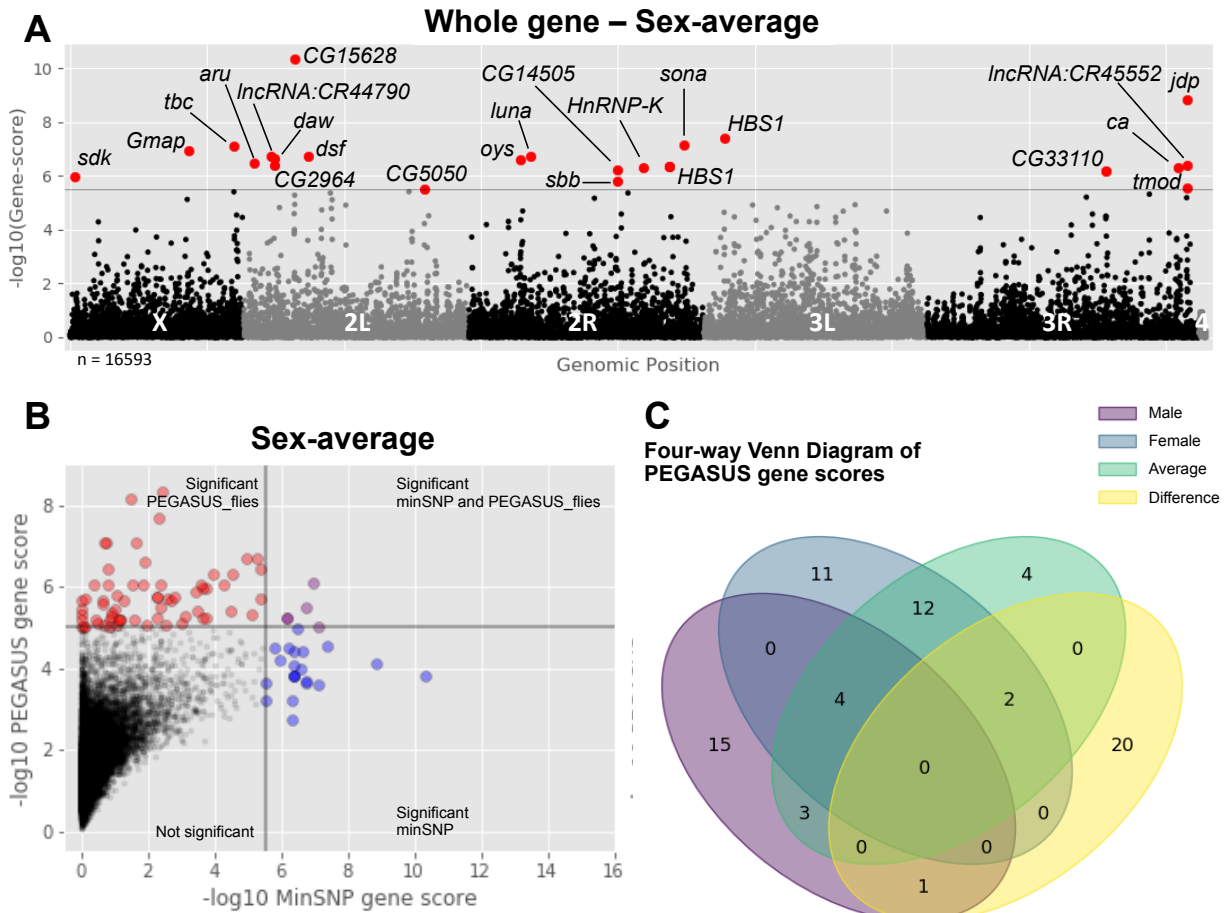 A
Whole gene – Sex-average
-log10(Gene-score)
10
8
6
4
2
0
sdk
Gmap
tbc
aru
CG15628
lncRNA:CR44790
daw
dsf
CG2964
CG5050
oys
luna
CG14505
sbb
HnRNP-K
sona
HBS1
HBS1
CG33110
lncRNA:CR45552
ca
jdp
tmod
X
2L
2R
3L
3R
4
n = 16593
Genomic Position
B
Sex-average
-log10 PEGASUS gene score
8
6
4
2
0
Significant
PEGASUS_flies
Significant
minSNP and PEGASUS_flies
Not significant
Significant
minSNP
0
2
4
6
8
10
12
14
16
-log10 MinSNP gene score
C
Four-way Venn Diagram of
PEGASUS gene scores
Male
Female
Average
Difference
11
4
12
0
0
4
2
15
20
0
3
0
0
0
1